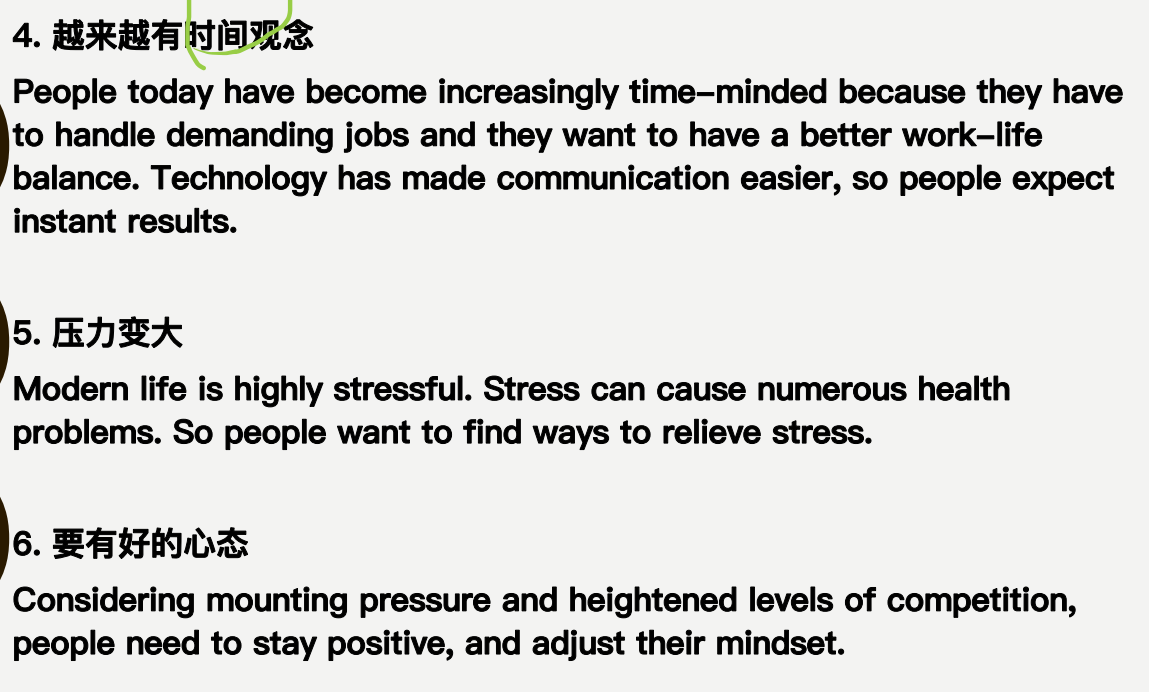 4. 越来越有时间观念
People today have become increasingly time–minded because they have
to handle demanding jobs and they want to have a better work–life
balance. Technology has made communication easier, so people expect
instant results.
5. 压力变大
Modern life is highly stressful. Stress can cause numerous health
problems. So people want to find ways to relieve stress.
6. 要有好的心态
Considering mounting pressure and heightened levels of competition,
people need to stay positive, and adjust their mindset.